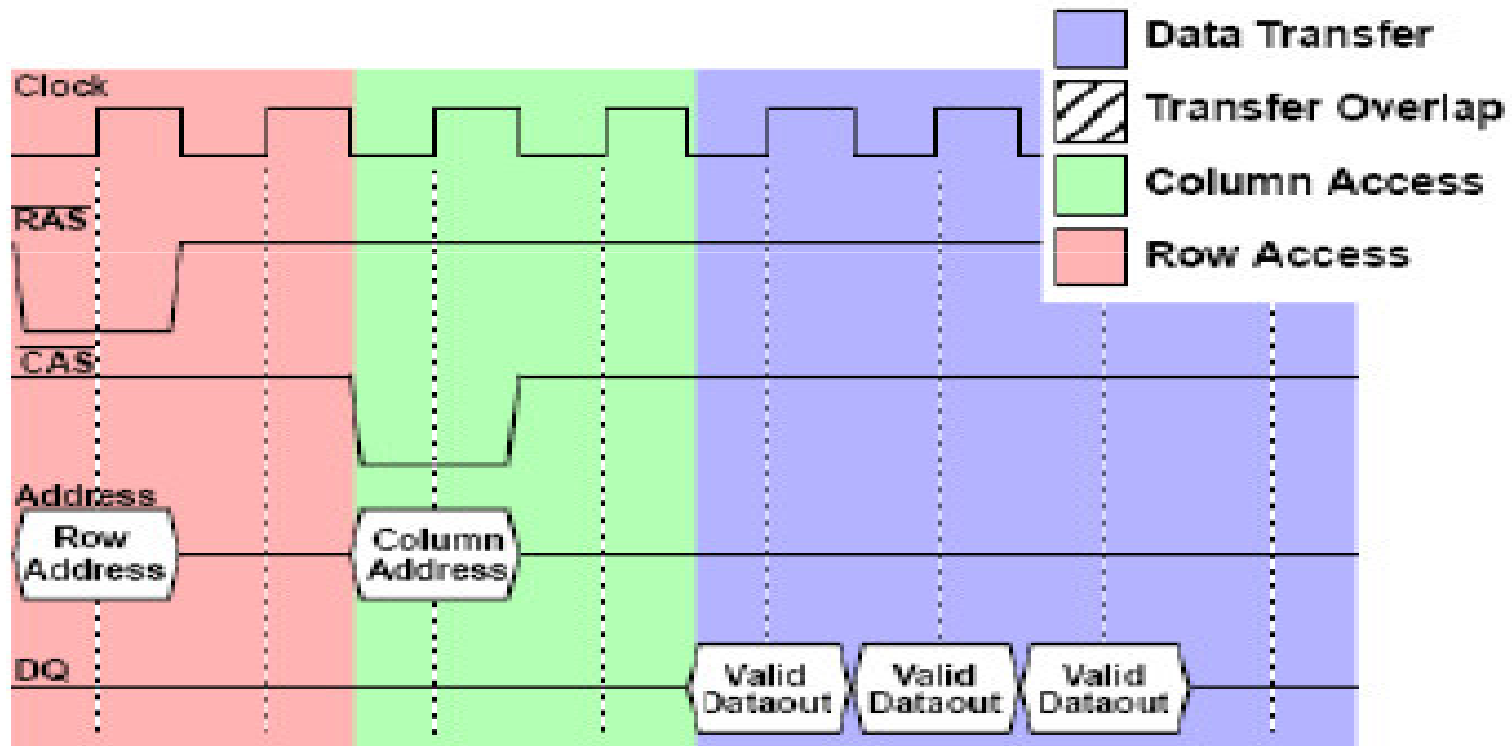 Data Transfer
Clock
Transfer Overlap
Column Access
RAS
Row Access
CAS
Address
Row
Address
Column
Address
DQ
Valid
Dataout
Valid
Dataout
Valid
Dataout